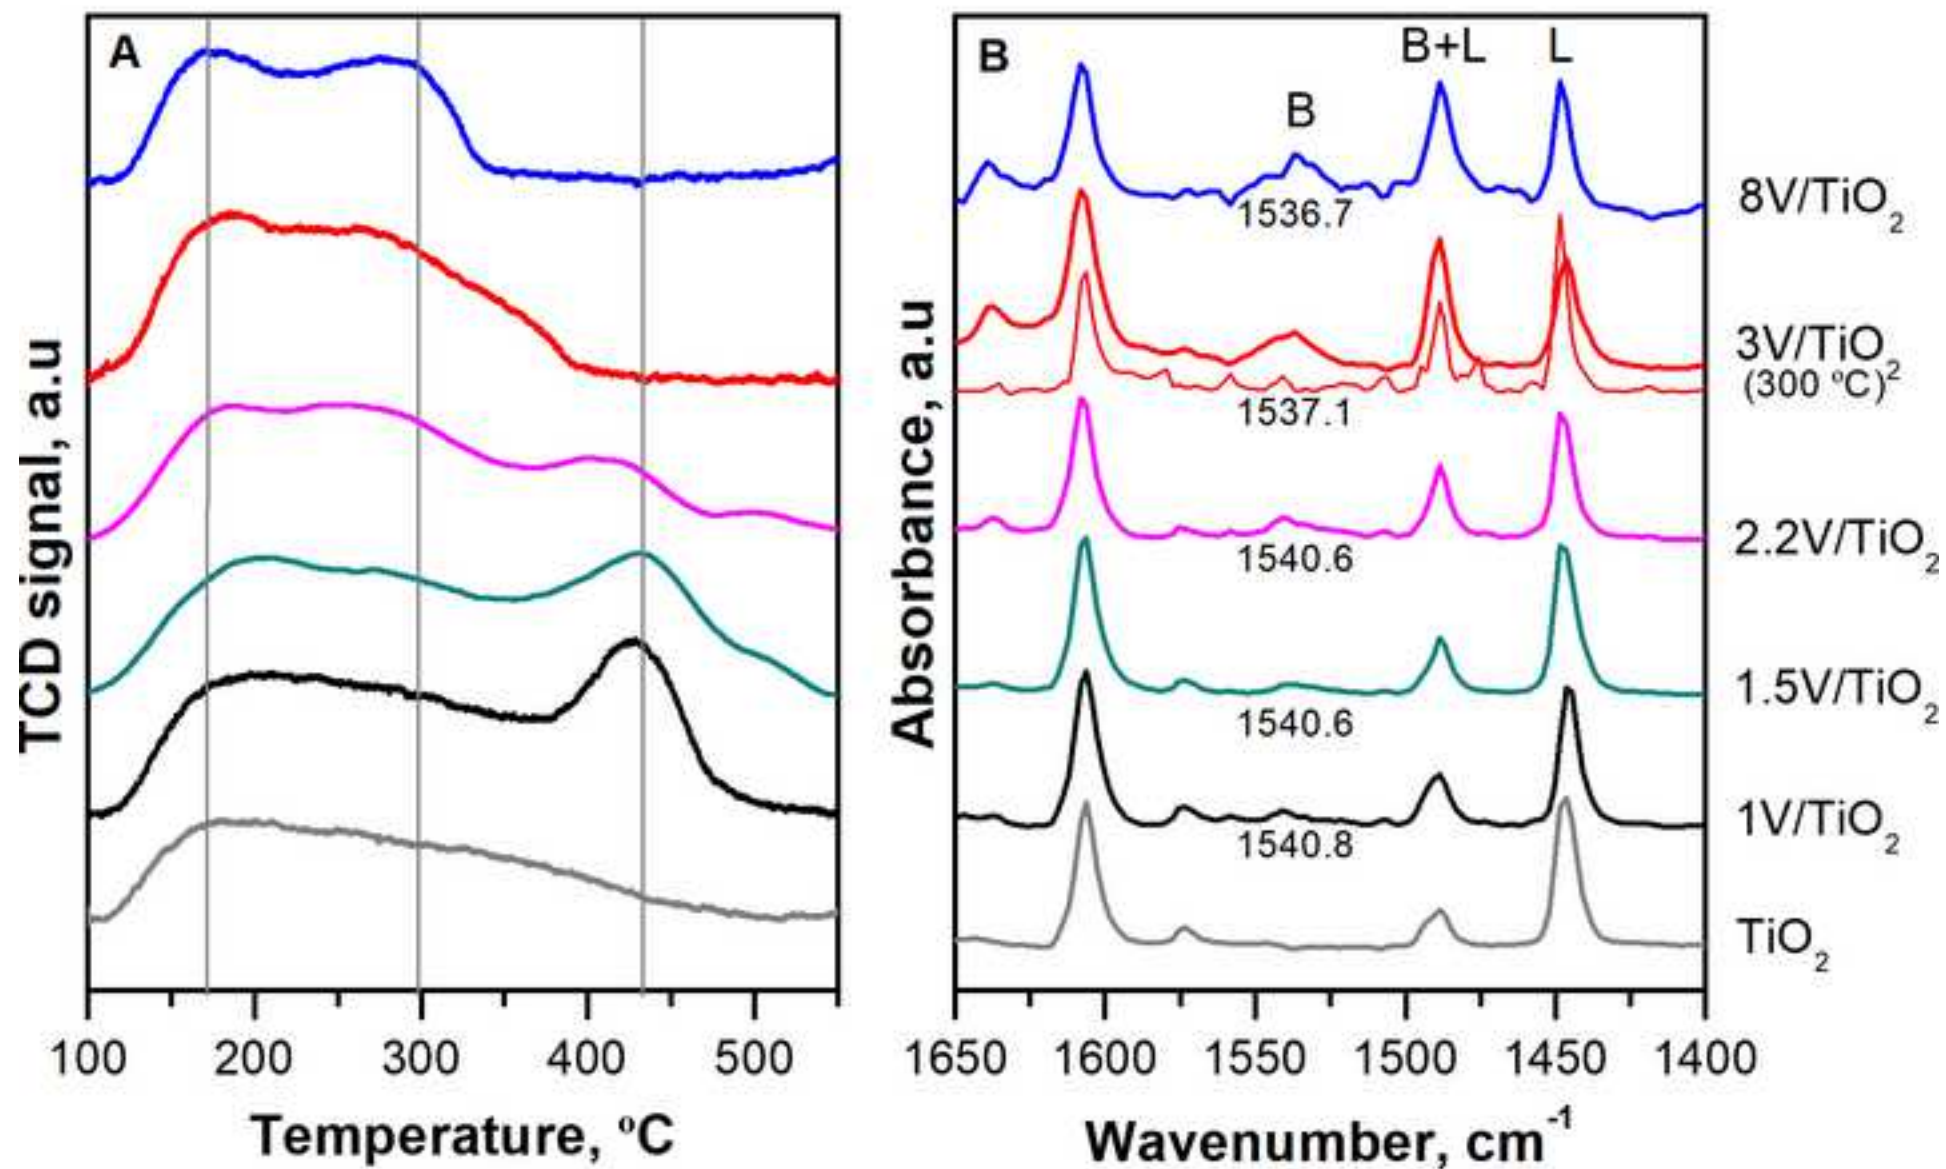 A
TCD signal, a.u
100 200 300 400 500
Temperature, ºC
B
B
B+L
L
1536.7
1537.1
1540.6
1540.6
1540.8
Absorbance, a.u
8V/TiO₂
3V/TiO₂
(300 ºC)
2.2V/TiO₂
1.5V/TiO₂
1V/TiO₂
TiO₂
1650 1600 1550 1500 1450 1400
Wavenumber, cm⁻¹